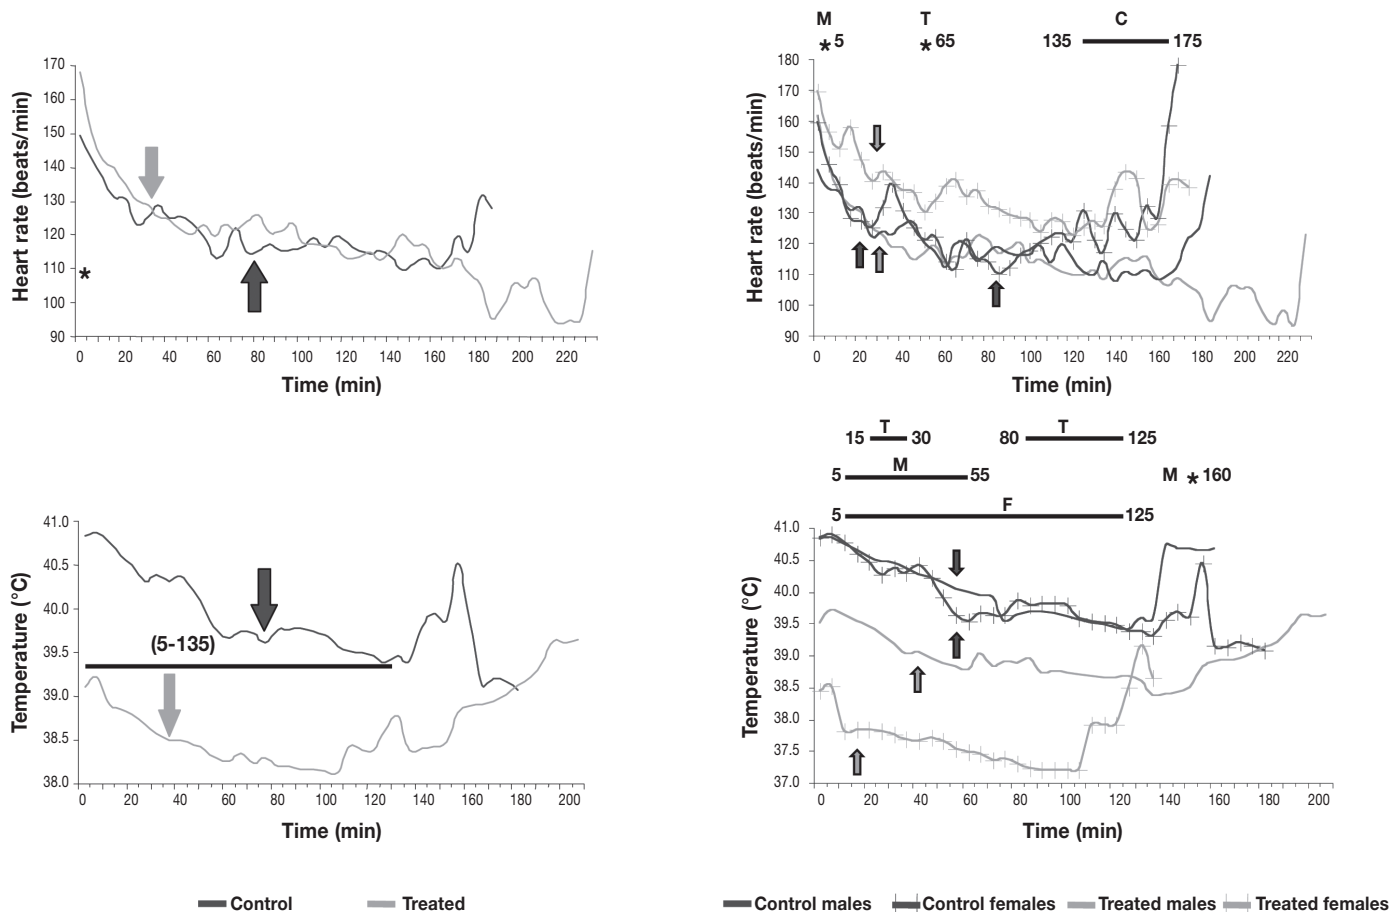 170
160
150
140
130
120
110
100
90
Heart rate (beats/min)
*
0 20 40 60 80 100 120 140 160 180 200 220
Time (min)
M T C
* 5 * 65 135 175
180
170
160
150
140
130
120
110
100
90
Heart rate (beats/min)
0 20 40 60 80 100 120 140 160 180 200 220
Time (min)
41.0
40.5
40.0
39.5
39.0
38.5
38.0
Temperature (°C)
(5-135)
0 20 40 60 80 100 120 140 160 180 200
Time (min)
T T
15 30 80 125
M
5 55 M * 160
F
5 125
41.0
40.5
40.0
39.5
39.0
38.5
38.0
37.5
37.0
Temperature (°C)
0 20 40 60 80 100 120 140 160 180 200
Time (min)
Control Treated
Control males Control females Treated males Treated females